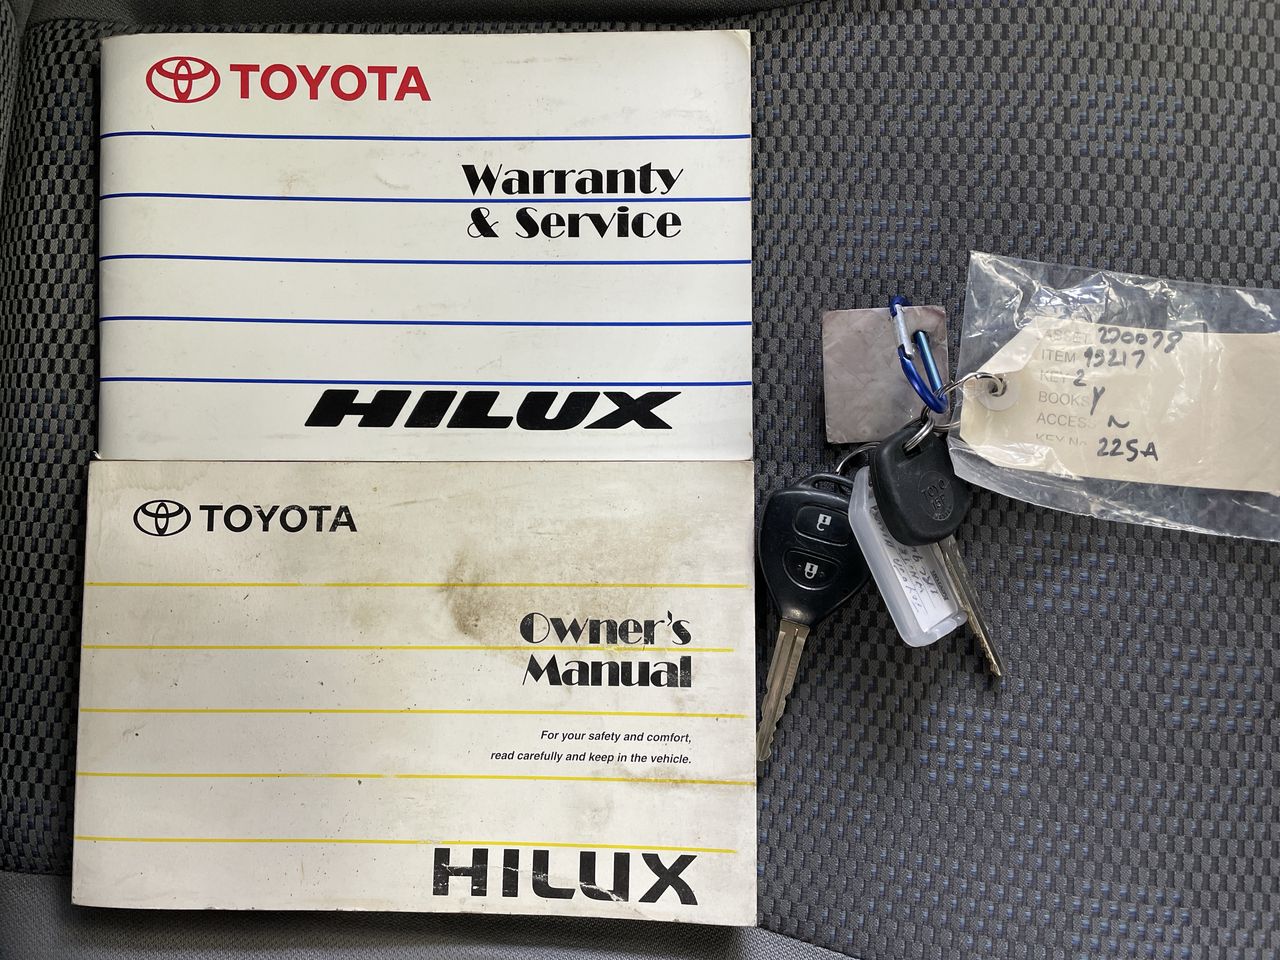 TOYOTA
Warranty
& Service
HILUX
TOYOTA
Owner's
Manual
For your safety and comfort,
read carefully and keep in the vehicle.
HILUX
ASSET 220078
ITEM 95217
KEY 2
BOOKS Y
ACCESS N
KEY No 225A